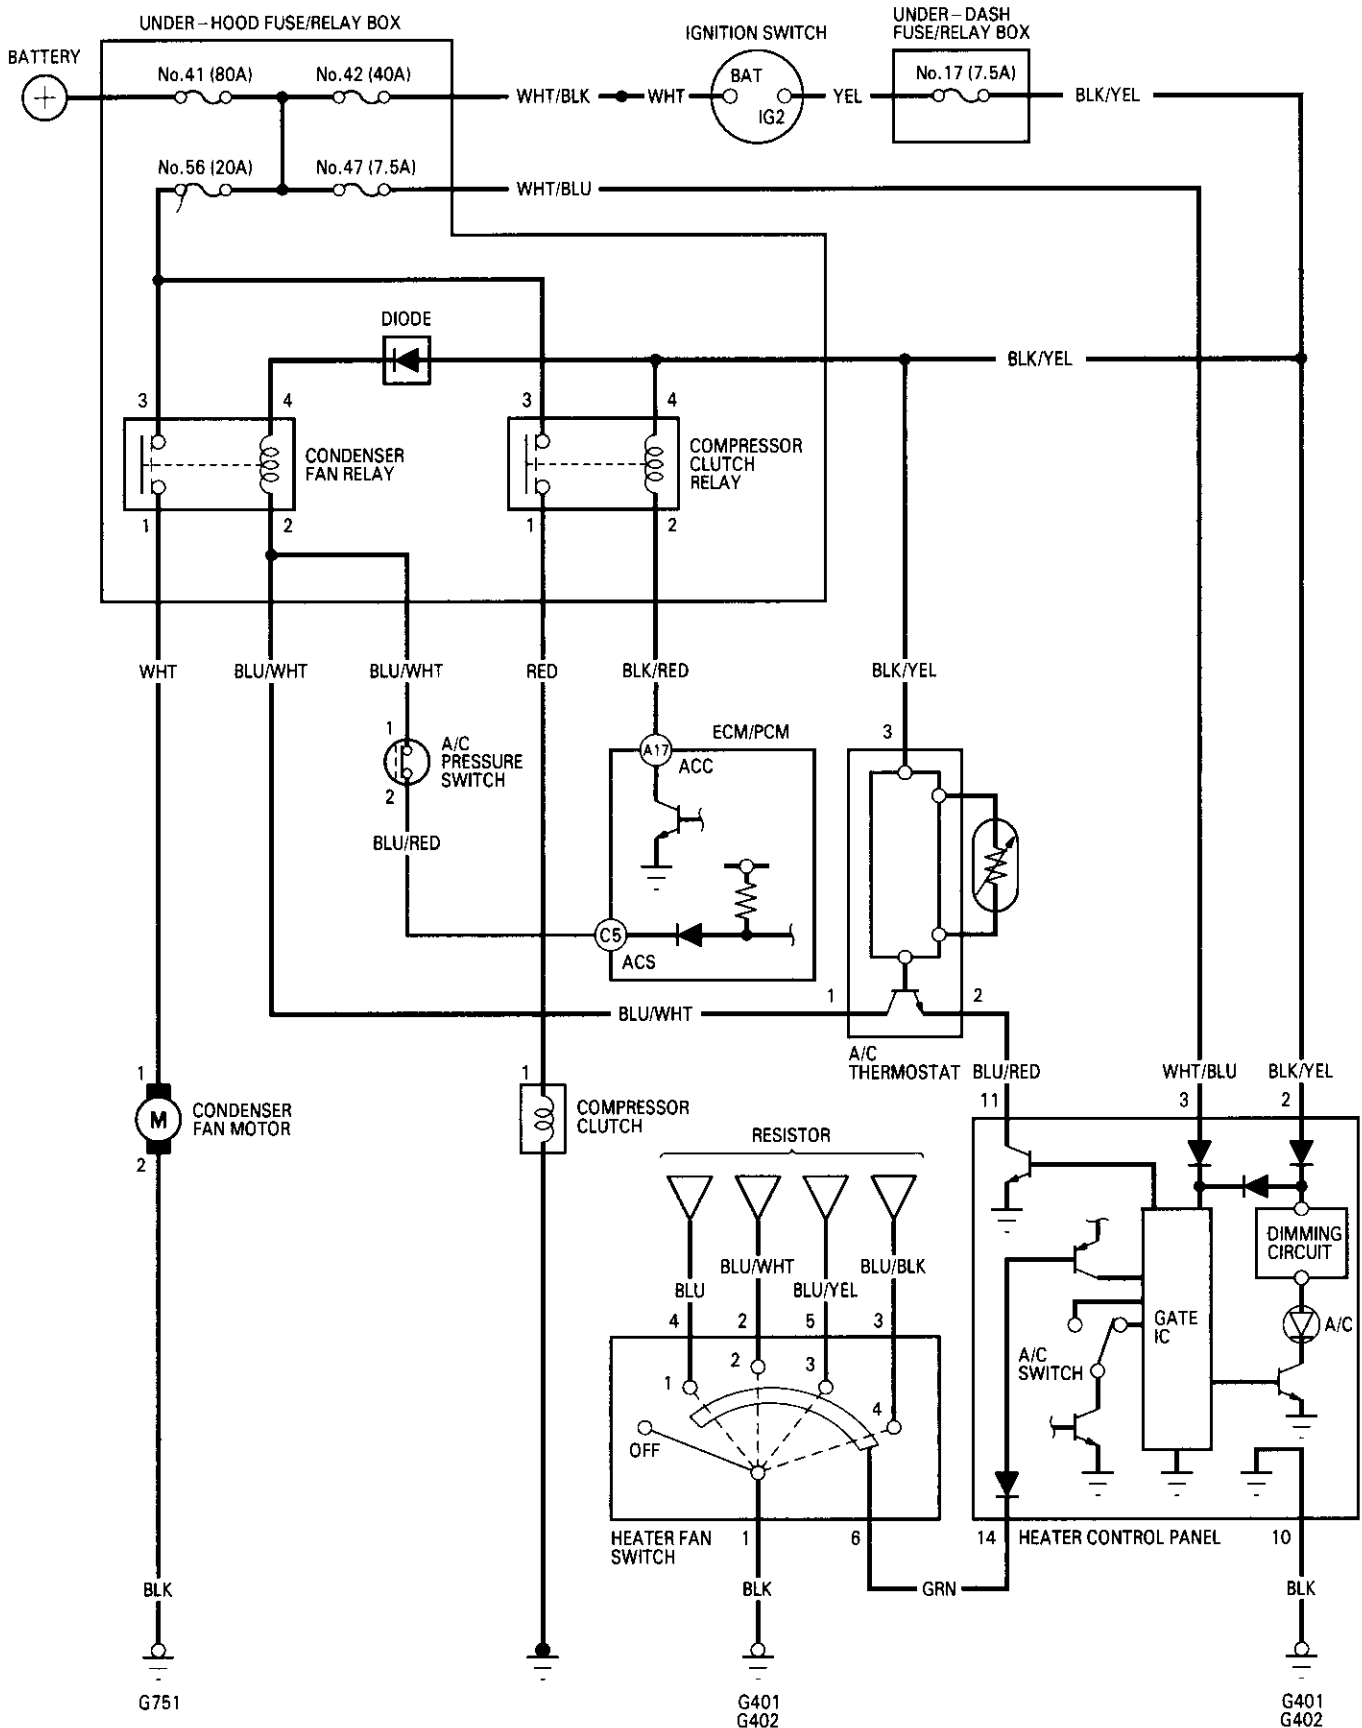 UNDER-HOOD FUSE/RELAY BOX
BATTERY
No.41 (80A)
No.42 (40A)
WHT/BLK
WHT
IGNITION SWITCH
BAT
IG2
YEL
UNDER-DASH
FUSE/RELAY BOX
No.17 (7.5A)
BLK/YEL
No.56 (20A)
No.47 (7.5A)
WHT/BLU
DIODE
BLK/YEL
3
4
CONDENSER
FAN RELAY
1
2
3
4
COMPRESSOR
CLUTCH
RELAY
1
2
WHT
BLU/WHT
BLU/WHT
RED
BLK/RED
BLK/YEL
1
A/C
PRESSURE
SWITCH
2
BLU/RED
ECM/PCM
A17
ACC
C5
ACS
3
1
2
BLU/WHT
A/C
THERMOSTAT
BLU/RED
WHT/BLU
BLK/YEL
11
3
2
1
M
CONDENSER
FAN MOTOR
2
1
COMPRESSOR
CLUTCH
RESISTOR
BLU
BLU/WHT
BLU/YEL
BLU/BLK
4
2
5
3
1
2
3
4
OFF
HEATER FAN
SWITCH
1
6
DIMMING
CIRCUIT
GATE
IC
A/C
A/C
SWITCH
14
HEATER CONTROL PANEL
10
BLK
BLK
GRN
BLK
G751
G401
G402
G401
G402